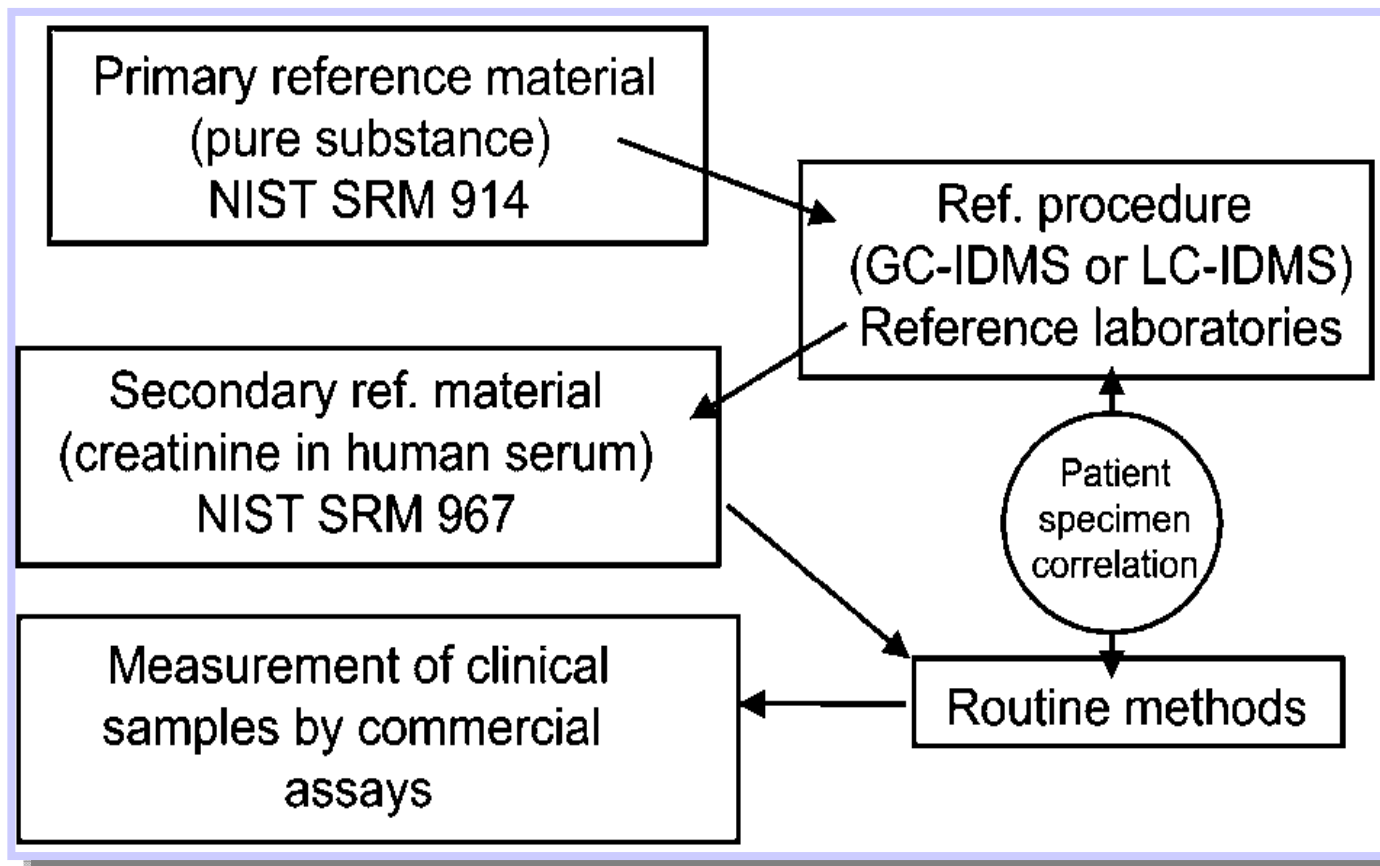 Primary reference material
(pure substance)
NIST SRM 914
Ref. procedure
(GC-IDMS or LC-IDMS)
Reference laboratories
Secondary ref. material
(creatinine in human serum)
NIST SRM 967
Patient
specimen
correlation
Measurement of clinical
samples by commercial
assays
Routine methods